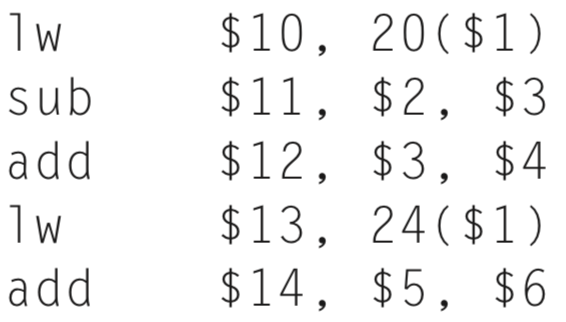 lw $10, 20($1)
sub $11, $2, $3
add $12, $3, $4
lw $13, 24($1)
add $14, $5, $6